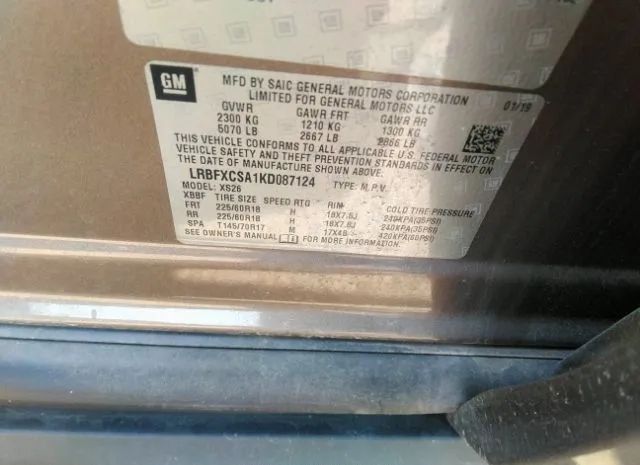 GM
MFD BY SAIC GENERAL MOTORS CORPORATION
LIMITED FOR GENERAL MOTORS LLC
01/19
GVWR GAWR FRT GAWR RR
2300 KG 1210 KG 1300 KG
5070 LB 2667 LB 2866 LB
THIS VEHICLE CONFORMS TO ALL APPLICABLE U.S. FEDERAL MOTOR
VEHICLE SAFETY AND THEFT PREVENTION STANDARDS IN EFFECT ON
THE DATE OF MANUFACTURE SHOWN ABOVE.
LRBFXCSA1KD087124 TYPE: M.P.V.
MODEL: XS26
XBBF TIRE SIZE SPEED RTG RIM COLD TIRE PRESSURE
FRT 225/60R18 H 18X7.5J 240KPA(35PSI)
RR 225/60R18 H 18X7.5J 240KPA(35PSI)
SPA T145/70R17 M 17X4B 420KPA(60PSI)
SEE OWNER'S MANUAL FOR MORE INFORMATION